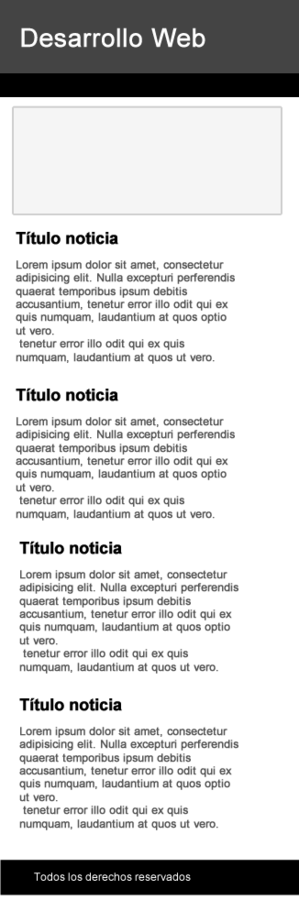 Desarrollo Web
Título noticia
Lorem ipsum dolor sit amet, consectetur
adipisicing elit. Nulla excepturi perferendis
quaerat temporibus ipsum debitis
accusantium, tenetur error illo odit qui ex
quis numquam, laudantium at quos optio
ut vero.
tenetur error illo odit qui ex quis
numquam, laudantium at quos ut vero.
Título noticia
Lorem ipsum dolor sit amet, consectetur
adipisicing elit. Nulla excepturi perferendis
quaerat temporibus ipsum debitis
accusantium, tenetur error illo odit qui ex
quis numquam, laudantium at quos optio
ut vero.
tenetur error illo odit qui ex quis
numquam, laudantium at quos ut vero.
Título noticia
Lorem ipsum dolor sit amet, consectetur
adipisicing elit. Nulla excepturi perferendis
quaerat temporibus ipsum debitis
accusantium, tenetur error illo odit qui ex
quis numquam, laudantium at quos optio
ut vero.
tenetur error illo odit qui ex quis
numquam, laudantium at quos ut vero.
Título noticia
Lorem ipsum dolor sit amet, consectetur
adipisicing elit. Nulla excepturi perferendis
quaerat temporibus ipsum debitis
accusantium, tenetur error illo odit qui ex
quis numquam, laudantium at quos optio
ut vero.
tenetur error illo odit qui ex quis
numquam, laudantium at quos ut vero.
Todos los derechos reservados